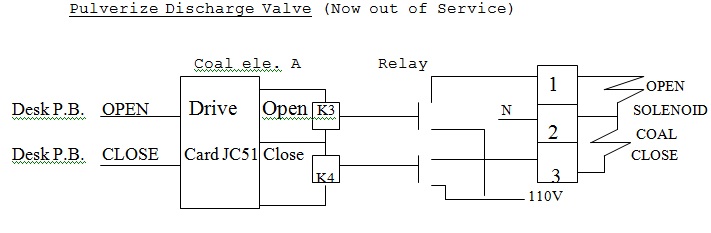 Pulverize Discharge Valve (Now out of Service)
Coal ele. A Relay
Desk P.B. OPEN Drive Open K3 N 1 OPEN
SOLENOID
2 COAL
Desk P.B. CLOSE Card JC51 Close CLOSE
K4 3
110V